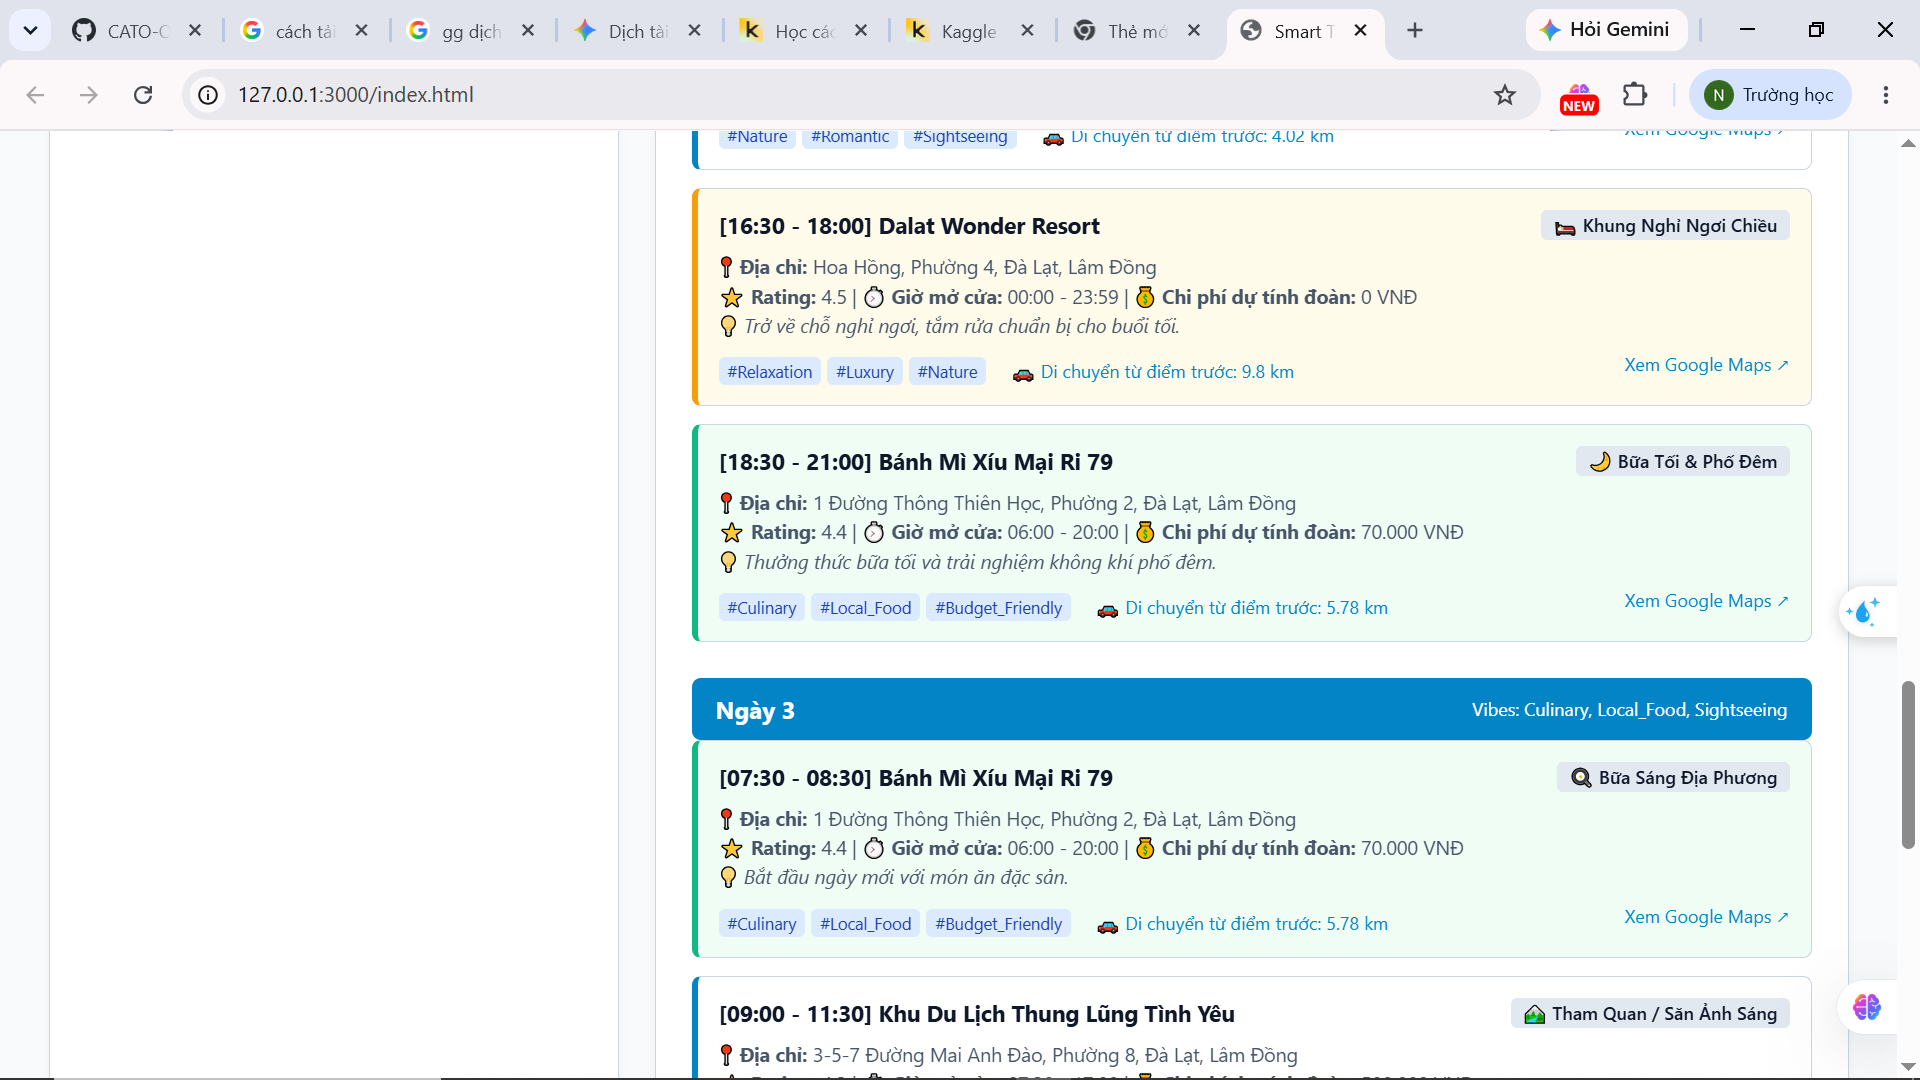 CATO-C
cách tải
gg dịch
Dịch tài
Học các
Kaggle
Thẻ mớ
Smart T
Hỏi Gemini
127.0.0.1:3000/index.html
NEW
N
Trường học
#Nature #Romantic #Sightseeing Di chuyển từ điểm trước: 4.02 km
Xem Google Maps ↗
[16:30 - 18:00] Dalat Wonder Resort
Khung Nghỉ Ngơi Chiều
Địa chỉ: Hoa Hồng, Phường 4, Đà Lạt, Lâm Đồng
Rating: 4.5 | Giờ mở cửa: 00:00 - 23:59 | Chi phí dự tính đoàn: 0 VNĐ
Trở về chỗ nghỉ ngơi, tắm rửa chuẩn bị cho buổi tối.
#Relaxation #Luxury #Nature Di chuyển từ điểm trước: 9.8 km
Xem Google Maps ↗
[18:30 - 21:00] Bánh Mì Xíu Mại Ri 79
Bữa Tối & Phố Đêm
Địa chỉ: 1 Đường Thông Thiên Học, Phường 2, Đà Lạt, Lâm Đồng
Rating: 4.4 | Giờ mở cửa: 06:00 - 20:00 | Chi phí dự tính đoàn: 70.000 VNĐ
Thưởng thức bữa tối và trải nghiệm không khí phố đêm.
#Culinary #Local_Food #Budget_Friendly Di chuyển từ điểm trước: 5.78 km
Xem Google Maps ↗
Ngày 3
Vibes: Culinary, Local_Food, Sightseeing
[07:30 - 08:30] Bánh Mì Xíu Mại Ri 79
Bữa Sáng Địa Phương
Địa chỉ: 1 Đường Thông Thiên Học, Phường 2, Đà Lạt, Lâm Đồng
Rating: 4.4 | Giờ mở cửa: 06:00 - 20:00 | Chi phí dự tính đoàn: 70.000 VNĐ
Bắt đầu ngày mới với món ăn đặc sản.
#Culinary #Local_Food #Budget_Friendly Di chuyển từ điểm trước: 5.78 km
Xem Google Maps ↗
[09:00 - 11:30] Khu Du Lịch Thung Lũng Tình Yêu
Tham Quan / Săn Ảnh Sáng
Địa chỉ: 3-5-7 Đường Mai Anh Đào, Phường 8, Đà Lạt, Lâm Đồng